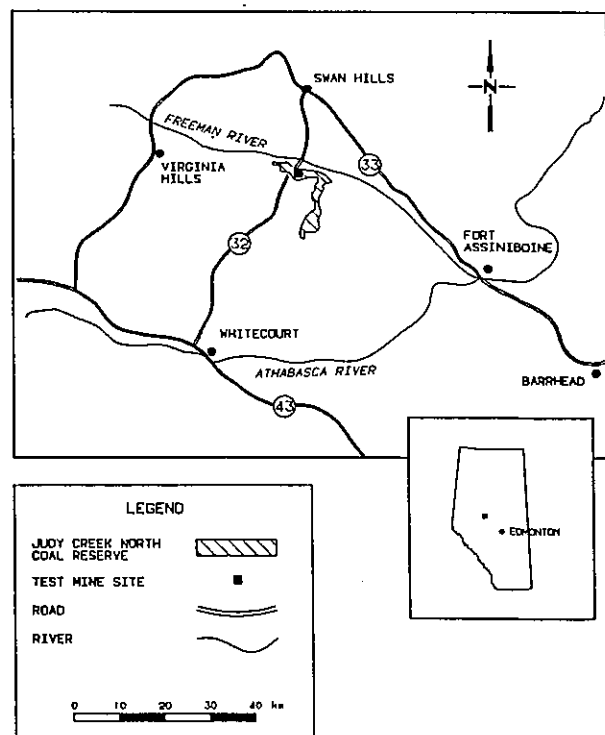 SWAN HILLS
N
FREEMAN RIVER
VIRGINIA
HILLS
33
32
FORT
ASSINIBOINE
WHITECOURT
ATHABASCA RIVER
BARRHEAD
43
EDMONTON
LEGEND
JUDY CREEK NORTH
COAL RESERVE
TEST MINE SITE
ROAD
RIVER
0 10 20 30 40 km